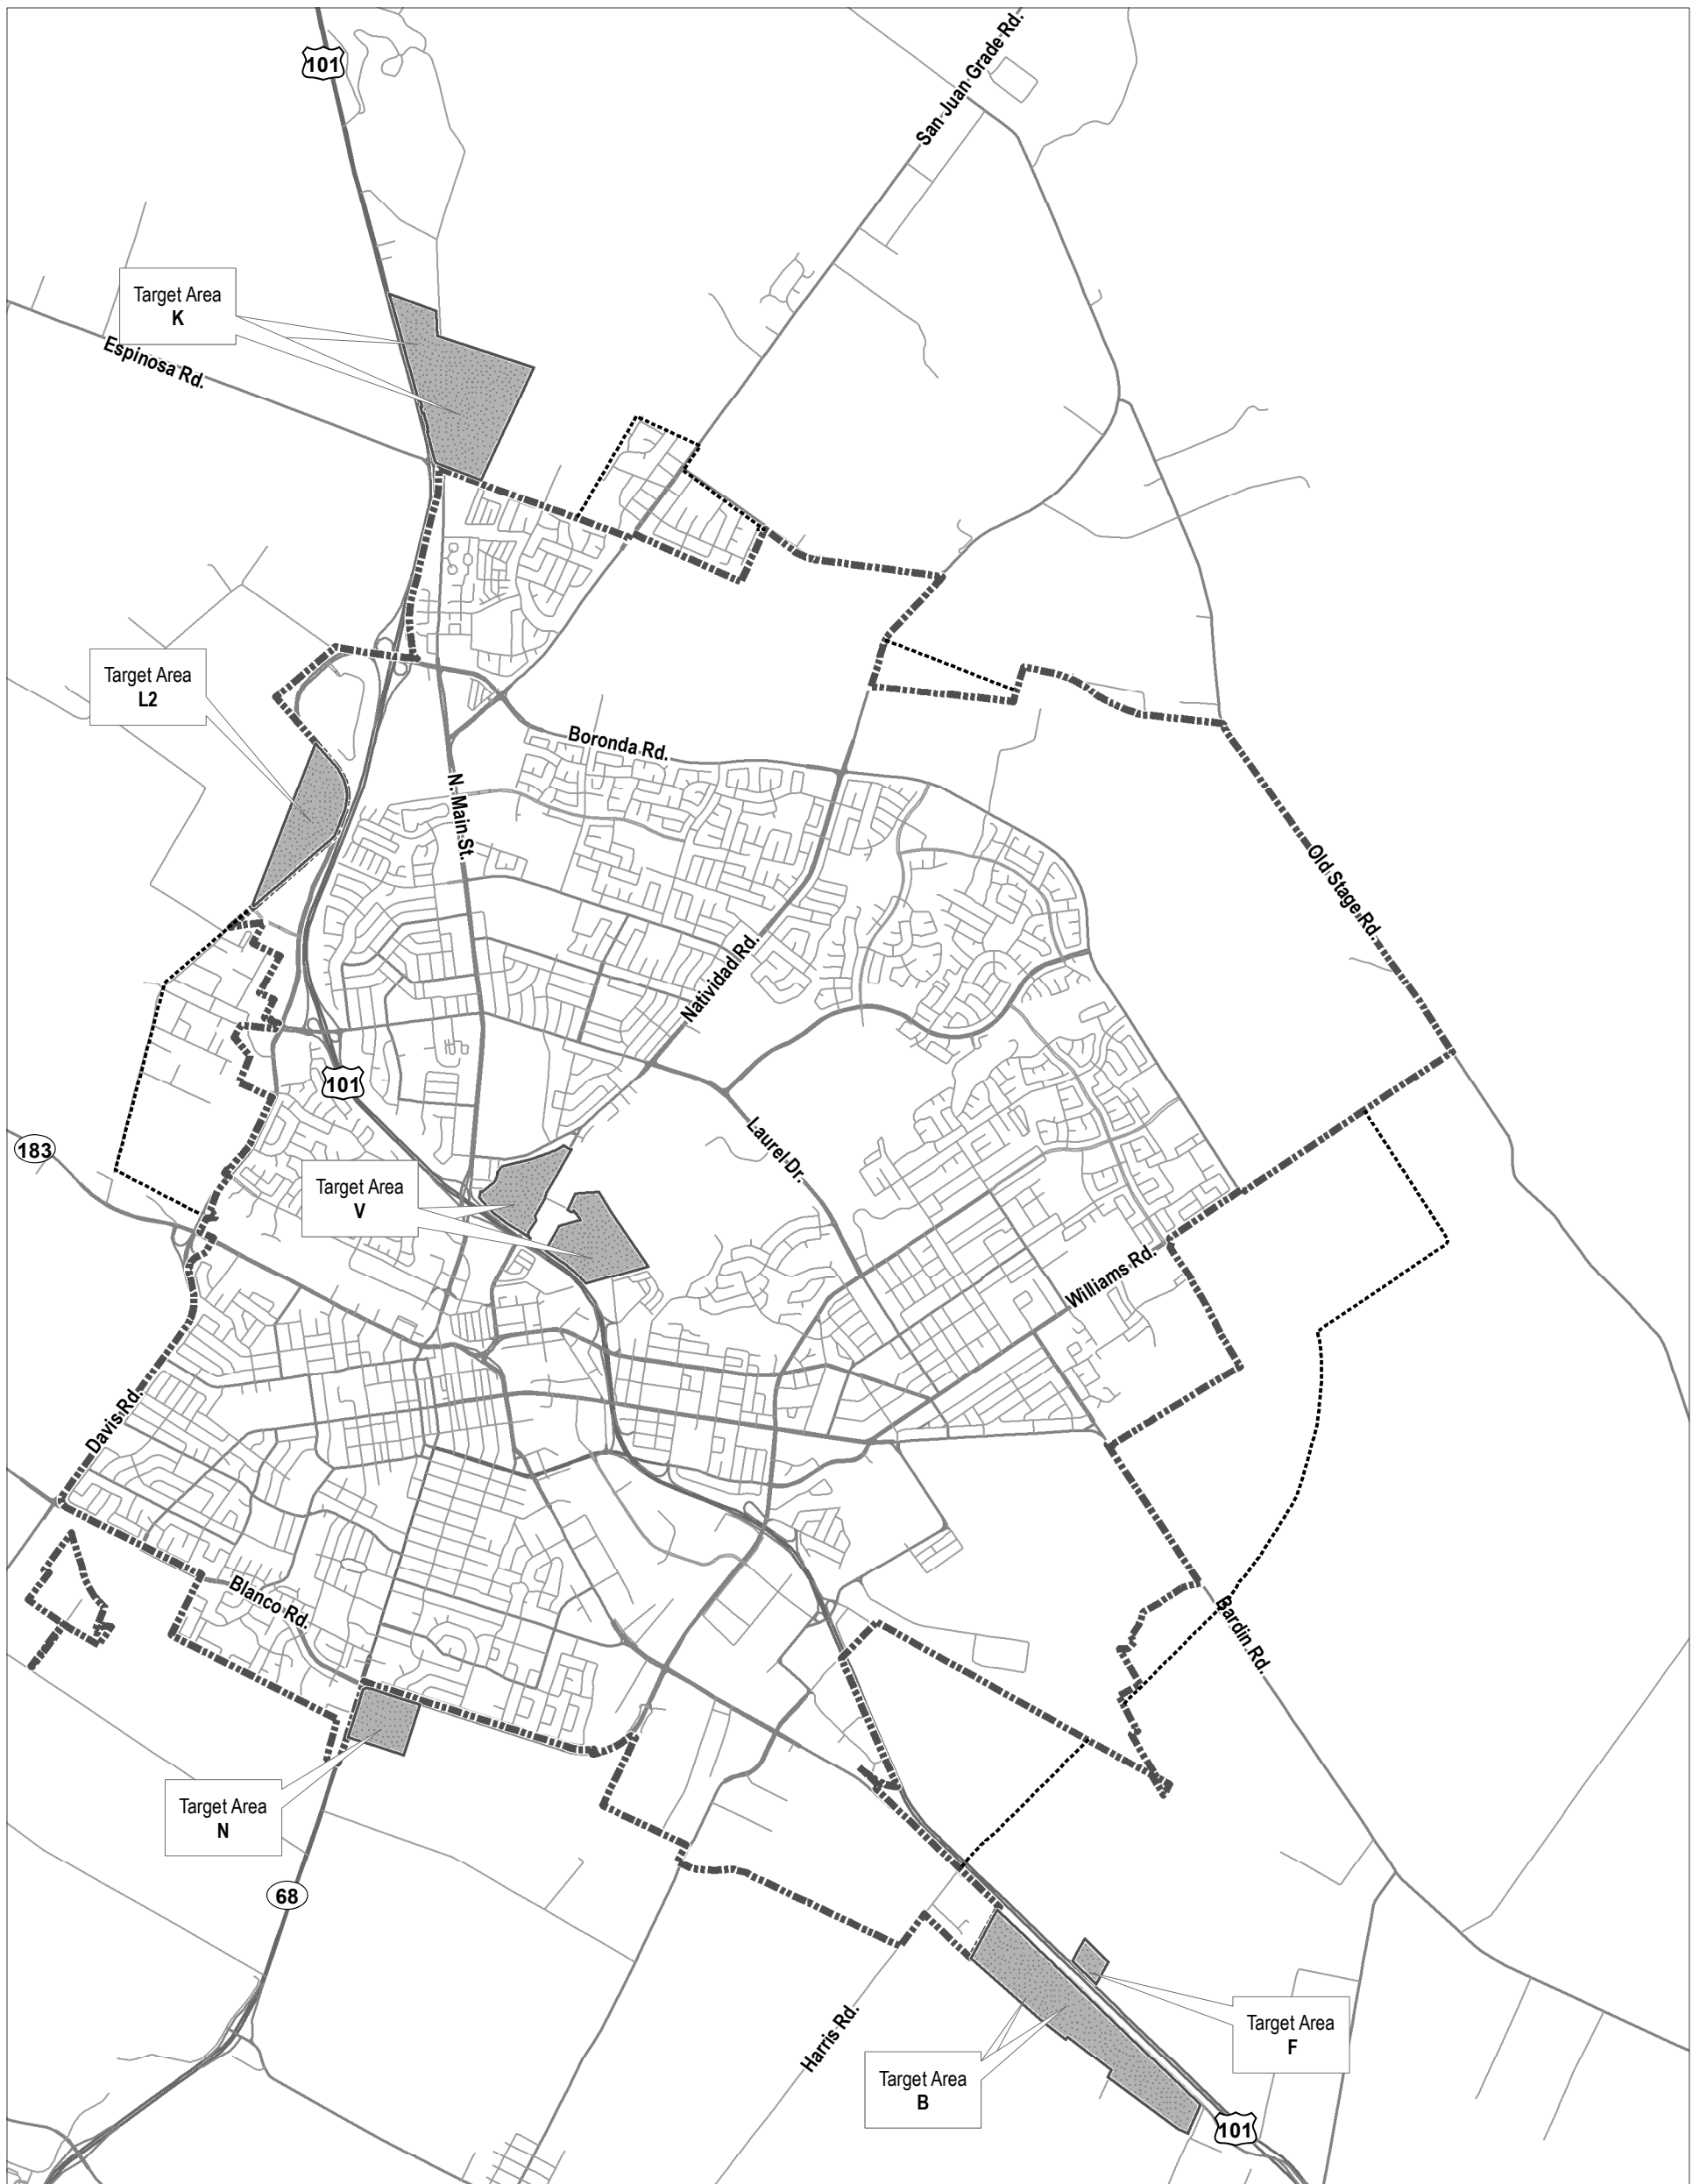 101
San Juan Grade Rd.
Target Area
K
Espinosa Rd.
Target Area
L2
Boronda Rd.
N. Main St.
Old Stage Rd.
Natividad Rd.
101
183
Laurel Dr.
Target Area
V
Williams Rd.
Davis Rd.
Blanco Rd.
Bardin Rd.
Target Area
N
68
Harris Rd.
Target Area
F
Target Area
B
101